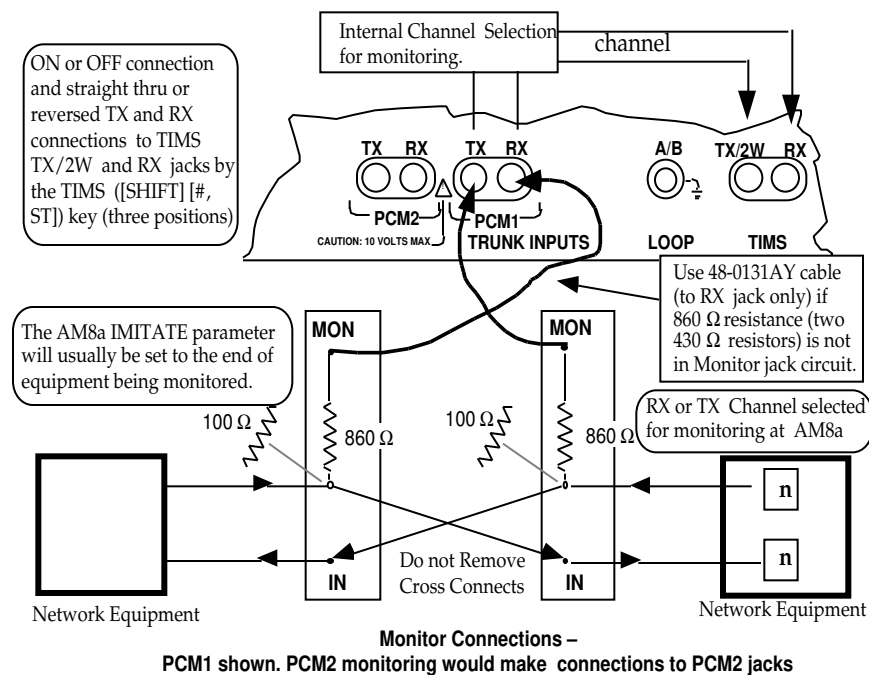 Internal Channel Selection
for monitoring.
channel
ON or OFF connection
and straight thru or
reversed TX and RX
connections to TIMS
TX/2W and RX jacks by
the TIMS ([SHIFT] [#,
ST]) key (three positions)
TX RX TX RX A/B TX/2W RX
! 
PCM2 PCM1
CAUTION: 10 VOLTS MAX
TRUNK INPUTS LOOP TIMS
Use 48-0131AY cable
(to RX jack only) if
860 Ω resistance (two
430 Ω resistors) is not
in Monitor jack circuit.
The AM8a IMITATE parameter
will usually be set to the end of
equipment being monitored.
MON
MON
RX or TX Channel selected
for monitoring at AM8a
100 Ω
860 Ω
100 Ω
860 Ω
n
n
Do not Remove
Cross Connects
IN
IN
Network Equipment
Network Equipment
Monitor Connections –
PCM1 shown. PCM2 monitoring would make connections to PCM2 jacks